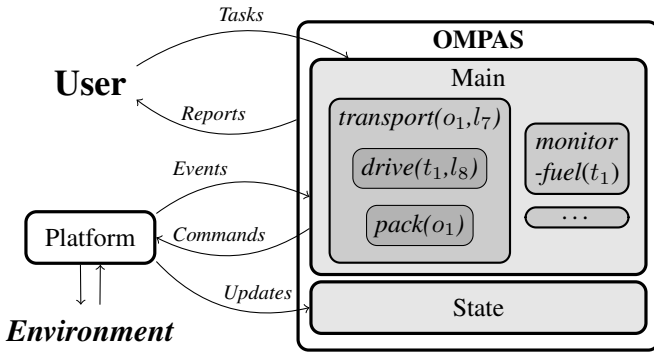 Tasks
OMPAS
User
Main
Reports
transport(o₁,l₇)
drive(t₁,l₈)
pack(o₁)
monitor
-fuel(t₁)
···
Events
Platform
Commands
Updates
State
Environment